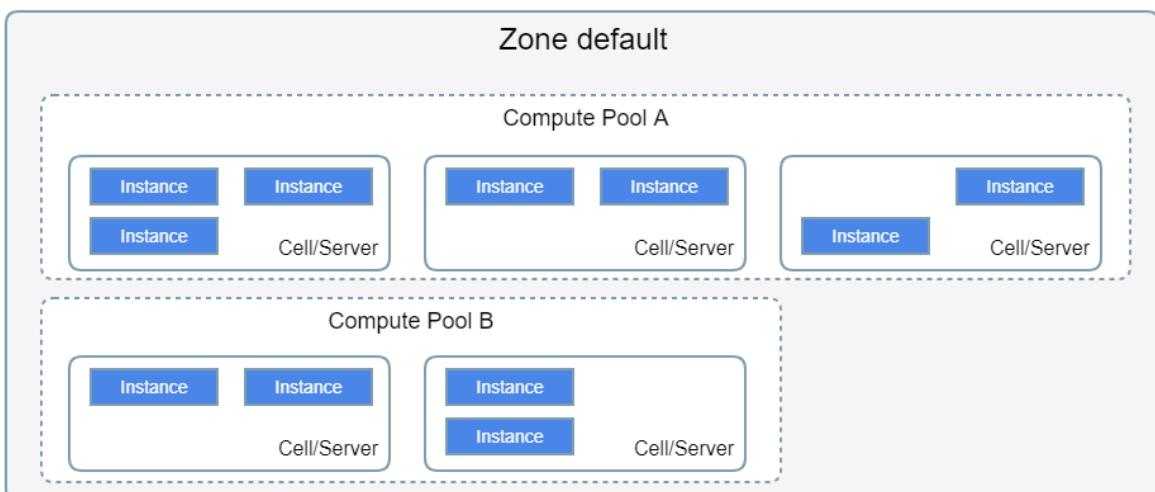 Zone default
Compute Pool A
Instance Instance
Instance
Cell/Server
Instance Instance
Cell/Server
Instance
Instance
Cell/Server
Compute Pool B
Instance Instance
Cell/Server
Instance
Instance
Cell/Server